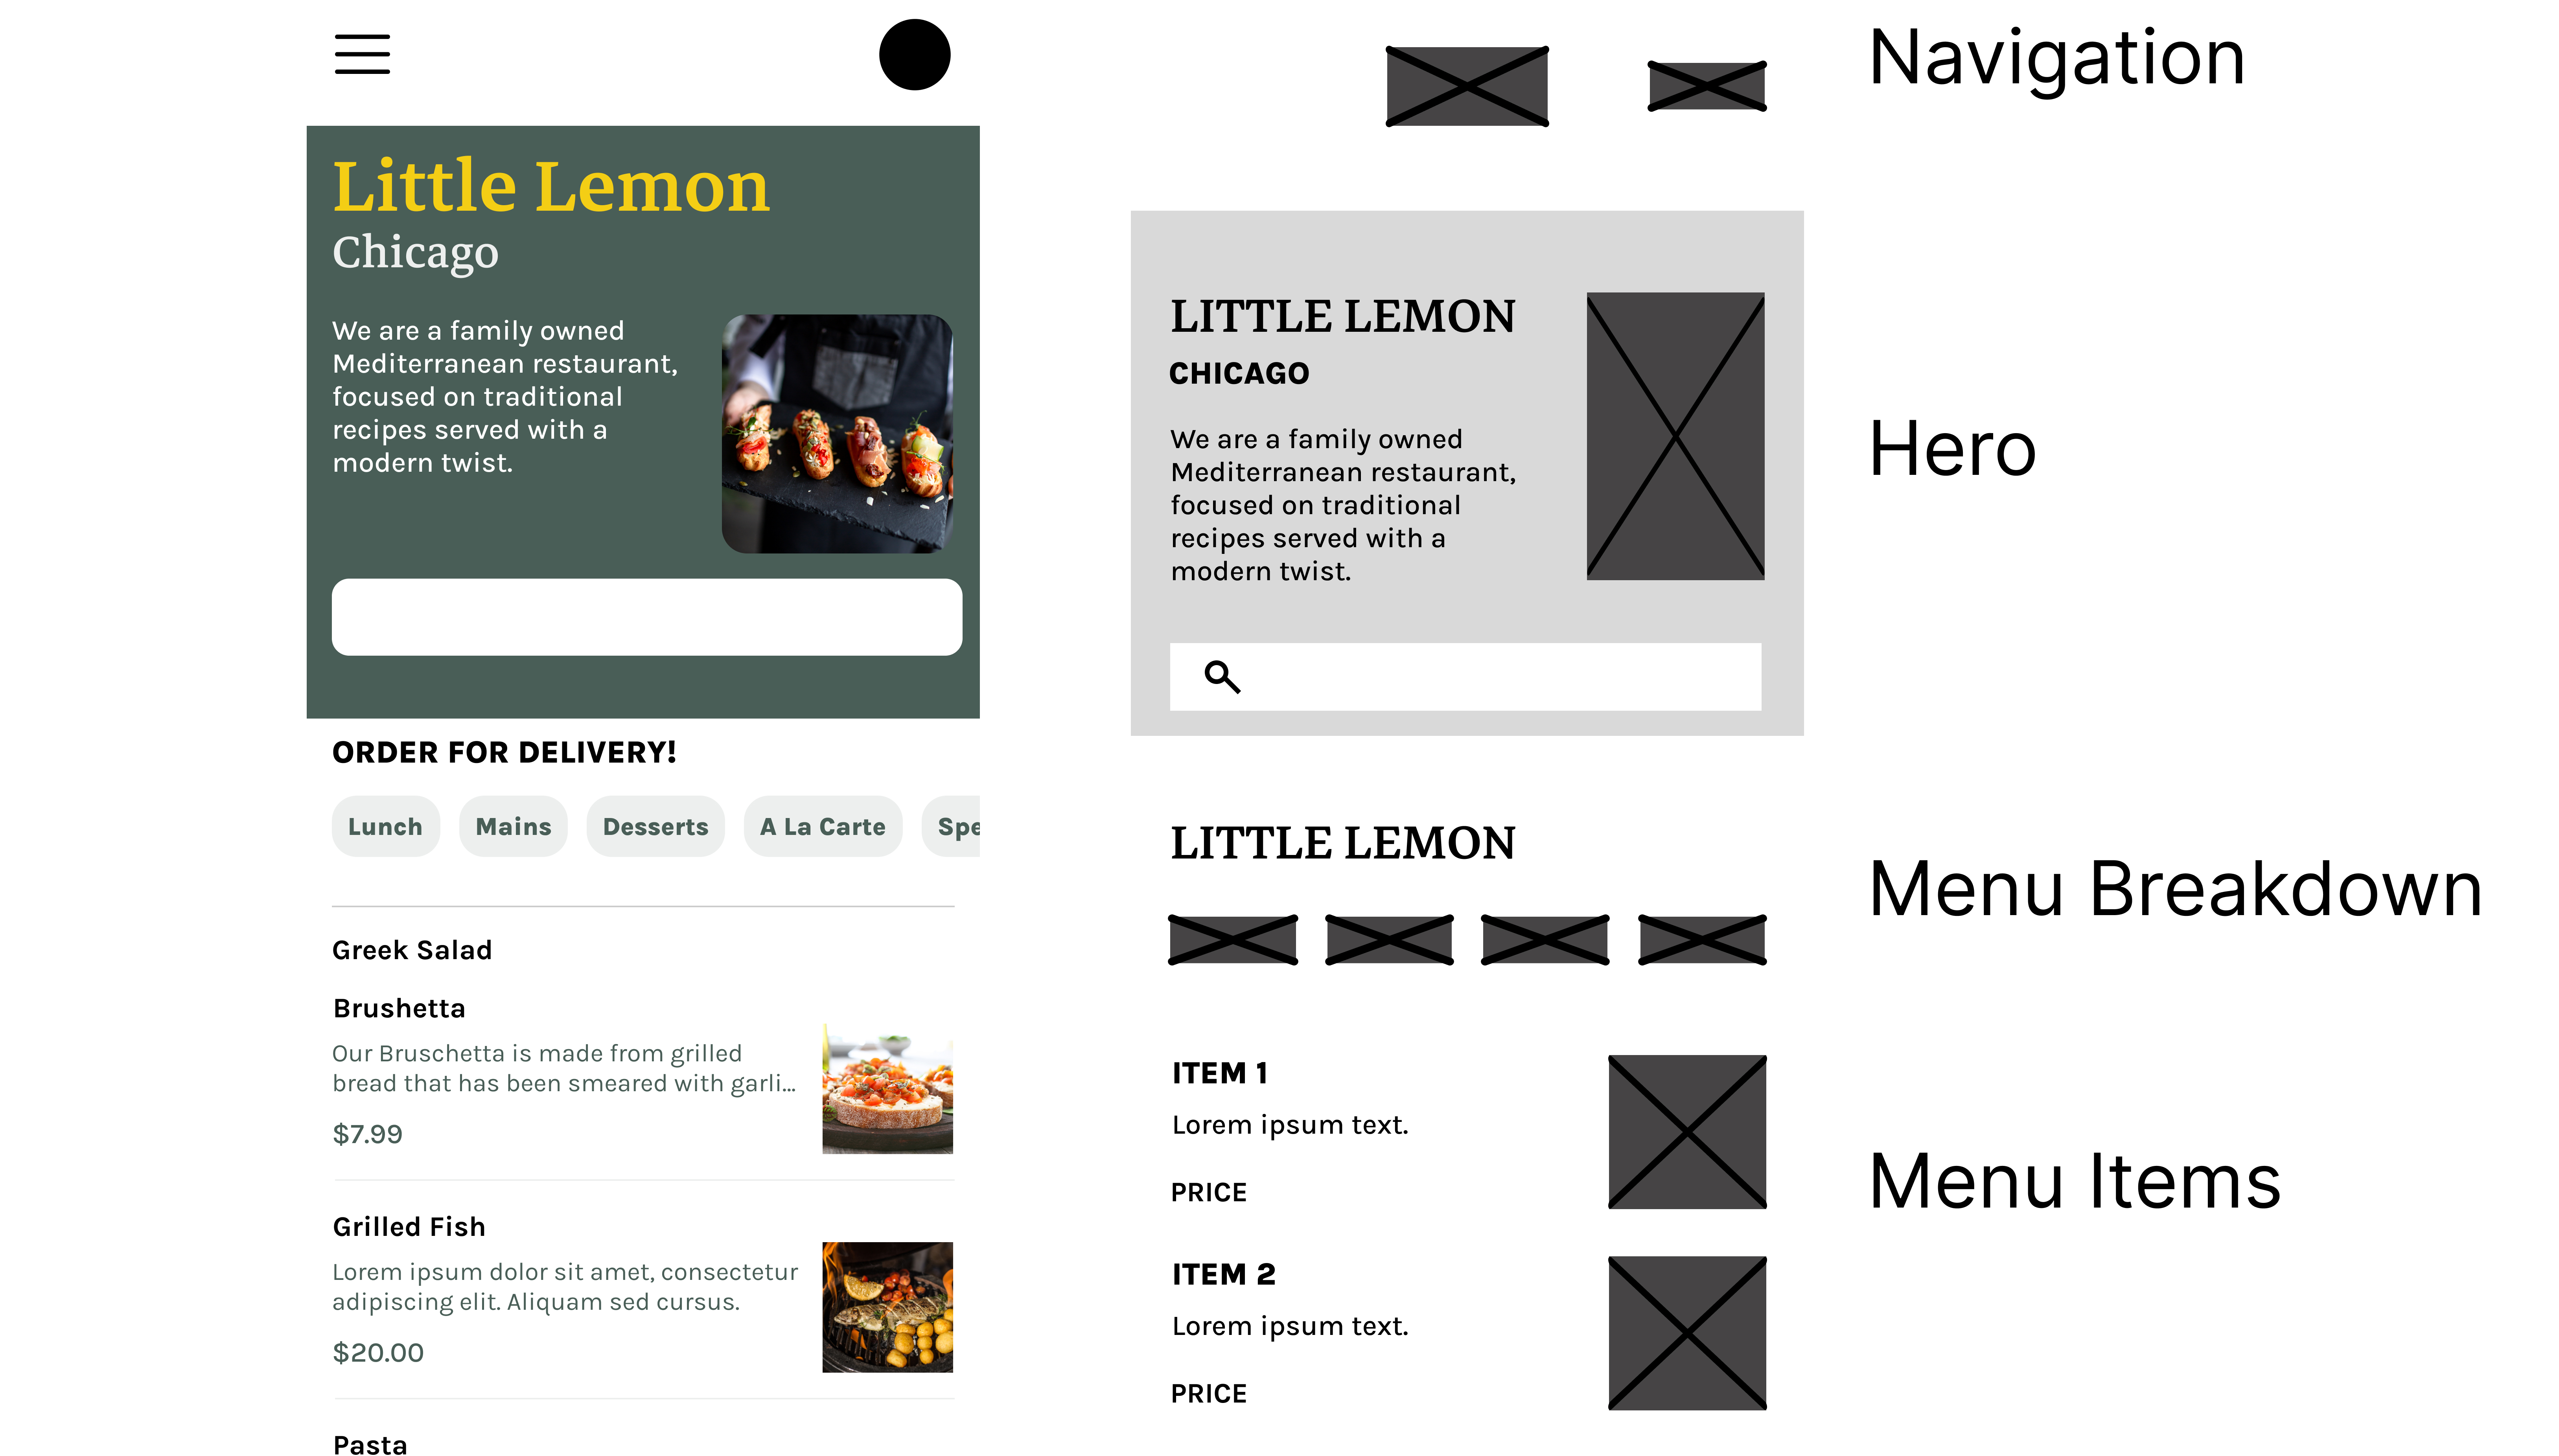 Little Lemon
Chicago
We are a family owned
Mediterranean restaurant,
focused on traditional
recipes served with a
modern twist.
ORDER FOR DELIVERY!
Lunch
Mains
Desserts
A La Carte
Spe
Greek Salad
Brushetta
Our Bruschetta is made from grilled
bread that has been smeared with garli...
$7.99
Grilled Fish
Lorem ipsum dolor sit amet, consectetur
adipiscing elit. Aliquam sed cursus.
$20.00
Pasta
LITTLE LEMON
CHICAGO
We are a family owned
Mediterranean restaurant,
focused on traditional
recipes served with a
modern twist.
LITTLE LEMON
ITEM 1
Lorem ipsum text.
PRICE
ITEM 2
Lorem ipsum text.
PRICE
Navigation
Hero
Menu Breakdown
Menu Items